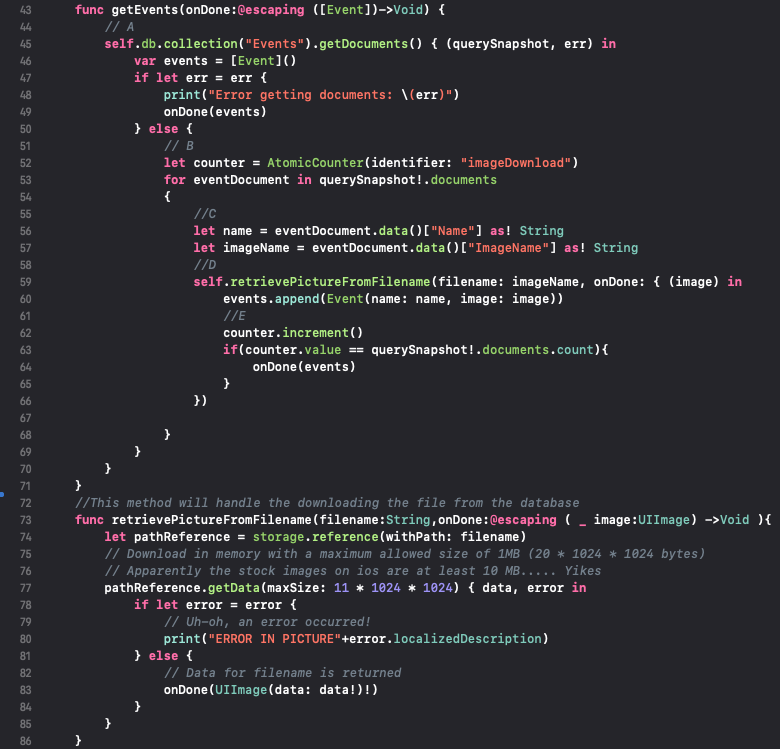 43 func getEvents(onDone:@escaping ([Event])->Void) {
44 // A
45 self.db.collection("Events").getDocuments() { (querySnapshot, err) in
46 var events = [Event]()
47 if let err = err {
48 print("Error getting documents: \(err)")
49 onDone(events)
50 } else {
51 // B
52 let counter = AtomicCounter(identifier: "imageDownload")
53 for eventDocument in querySnapshot!.documents
54 {
55 //C
56 let name = eventDocument.data()["Name"] as! String
57 let imageName = eventDocument.data()["ImageName"] as! String
58 //D
59 self.retrievePictureFromFilename(filename: imageName, onDone: { (image) in
60 events.append(Event(name: name, image: image))
61 //E
62 counter.increment()
63 if(counter.value == querySnapshot!.documents.count){
64 onDone(events)
65 }
66 })
67
68 }
69 }
70 }
71 }
72 //This method will handle the downloading the file from the database
73 func retrievePictureFromFilename(filename:String,onDone:@escaping ( _ image:UIImage) ->Void ){
74 let pathReference = storage.reference(withPath: filename)
75 // Download in memory with a maximum allowed size of 1MB (20 * 1024 * 1024 bytes)
76 // Apparently the stock images on ios are at least 10 MB..... Yikes
77 pathReference.getData(maxSize: 11 * 1024 * 1024) { data, error in
78 if let error = error {
79 // Uh-oh, an error occurred!
80 print("ERROR IN PICTURE"+error.localizedDescription)
81 } else {
82 // Data for filename is returned
83 onDone(UIImage(data: data!)!)
84 }
85 }
86 }